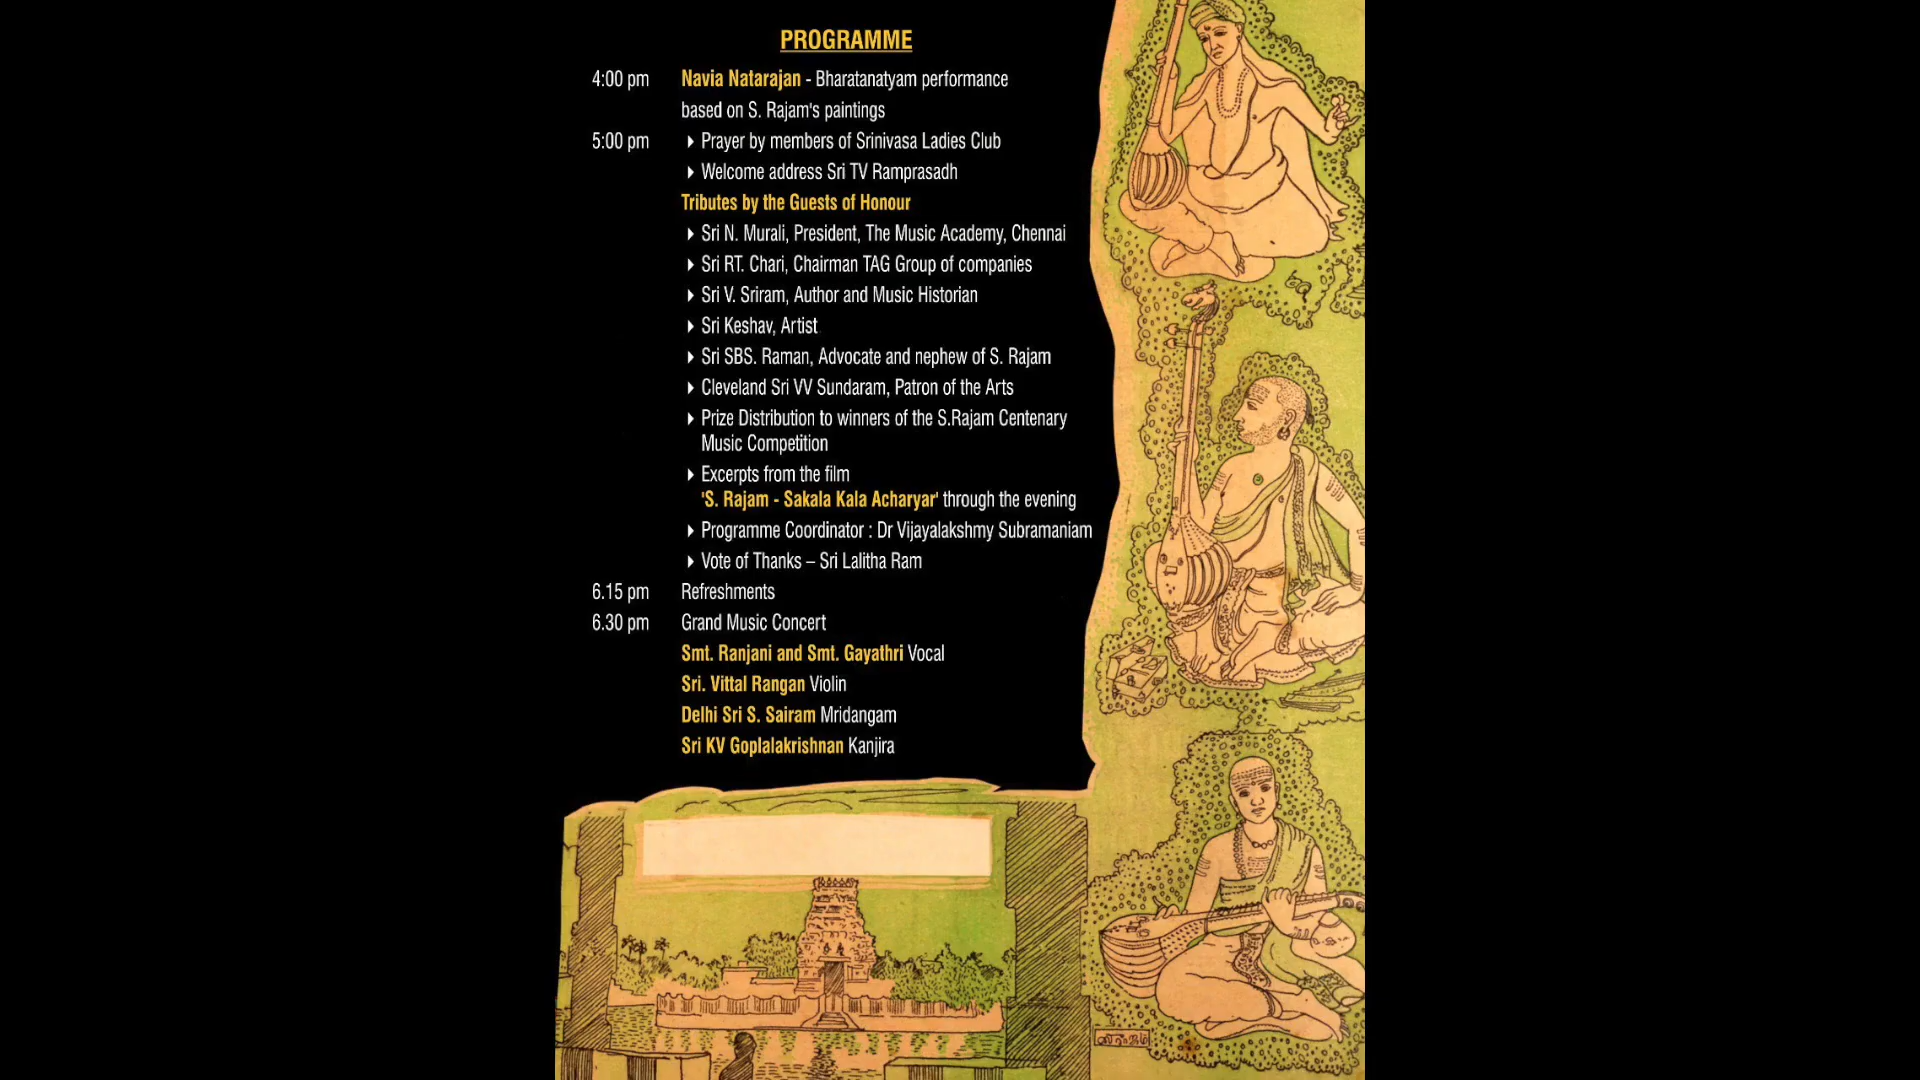 PROGRAMME
4:00 pm Navia Natarajan - Bharatanatyam performance
based on S. Rajam's paintings
5:00 pm Prayer by members of Srinivasa Ladies Club
Welcome address Sri TV Ramprasadh
Tributes by the Guests of Honour
Sri N. Murali, President, The Music Academy, Chennai
Sri RT. Chari, Chairman TAG Group of companies
Sri V. Sriram, Author and Music Historian
Sri Keshav, Artist
Sri SBS. Raman, Advocate and nephew of S. Rajam
Cleveland Sri VV Sundaram, Patron of the Arts
Prize Distribution to winners of the S.Rajam Centenary
Music Competition
Excerpts from the film
'S. Rajam - Sakala Kala Acharyar' through the evening
Programme Coordinator : Dr Vijayalakshmy Subramaniam
Vote of Thanks – Sri Lalitha Ram
6.15 pm Refreshments
6.30 pm Grand Music Concert
Smt. Ranjani and Smt. Gayathri Vocal
Sri. Vittal Rangan Violin
Delhi Sri S. Sairam Mridangam
Sri KV Goplalakrishnan Kanjira